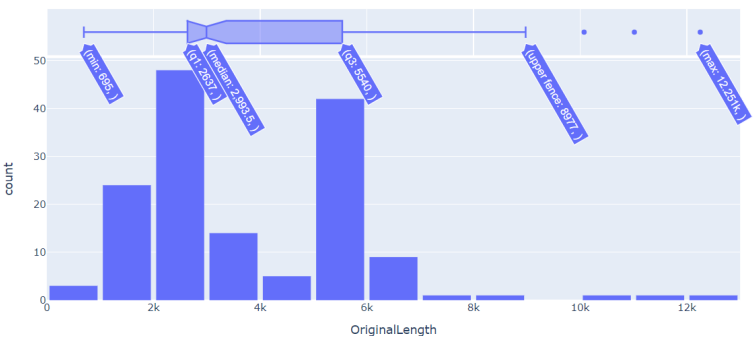 (min: 695, )
(q1: 2637, )
(median: 2,993.5, )
(q3: 5540, )
(upper fence: 8977, )
(max: 12.251k, )
50
40
30
20
10
0
count
0
2k
4k
6k
8k
10k
12k
OriginalLength